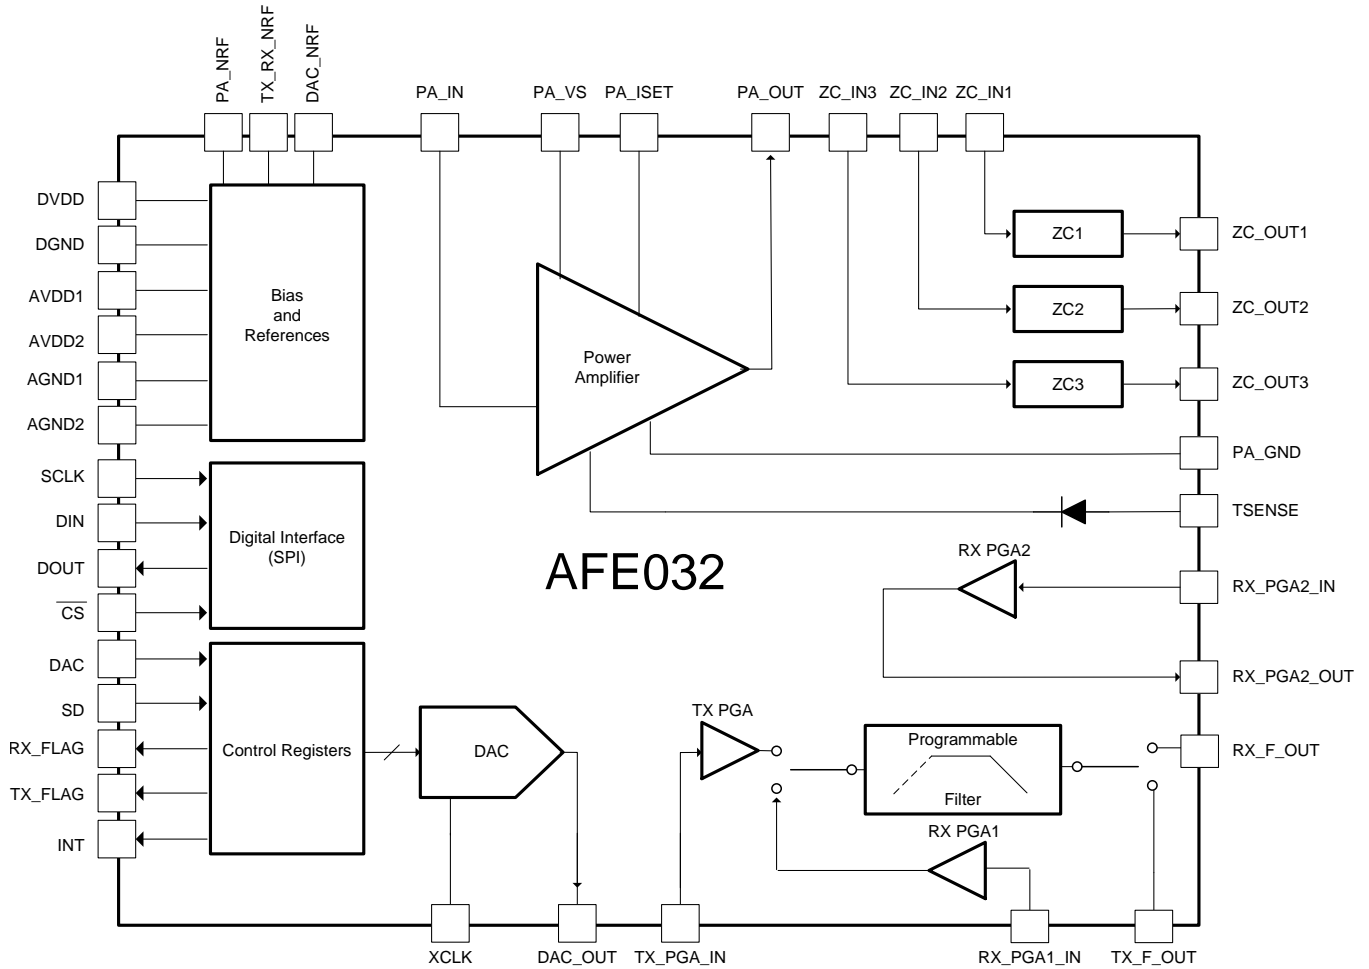 PA_NRF
TX_RX_NRF
DAC_NRF
PA_IN
PA_VS
PA_ISET
PA_OUT
ZC_IN3
ZC_IN2
ZC_IN1
DVDD
DGND
AVDD1
AVDD2
AGND1
AGND2
SCLK
DIN
DOUT
CS
DAC
SD
RX_FLAG
TX_FLAG
INT
Bias
and
References
Digital Interface
(SPI)
Control Registers
Power
Amplifier
ZC1
ZC2
ZC3
ZC_OUT1
ZC_OUT2
ZC_OUT3
PA_GND
TSENSE
AFE032
RX PGA2
RX_PGA2_IN
RX_PGA2_OUT
DAC
TX PGA
Programmable
Filter
RX PGA1
RX_F_OUT
XCLK
DAC_OUT
TX_PGA_IN
RX_PGA1_IN
TX_F_OUT